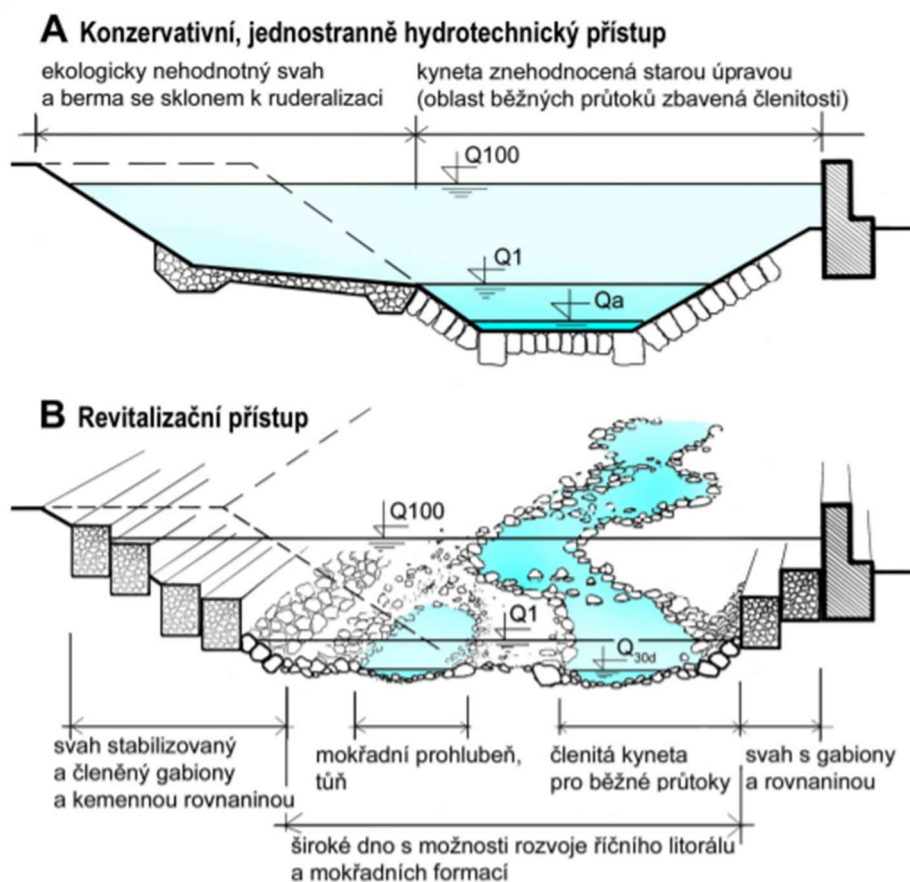 A Konzervativní, jednostranně hydrotechnický přístup
ekologicky nehodnotný svah
a berma se sklonem k ruderalizaci
kyneta znehodnocená starou úpravou
(oblast běžných průtoků zbavená členitosti)
Q100
Q1
Qa
B Revitalizační přístup
Q100
Q1
Q30d
svah stabilizovaný
a členěný gabiony
a kemennou rovnaninou
mokřadní prohlubeň,
tůň
členitá kyneta
pro běžné průtoky
svah s gabiony
a rovnaninou
široké dno s možnosti rozvoje říčního litorálu
a mokřadních formací